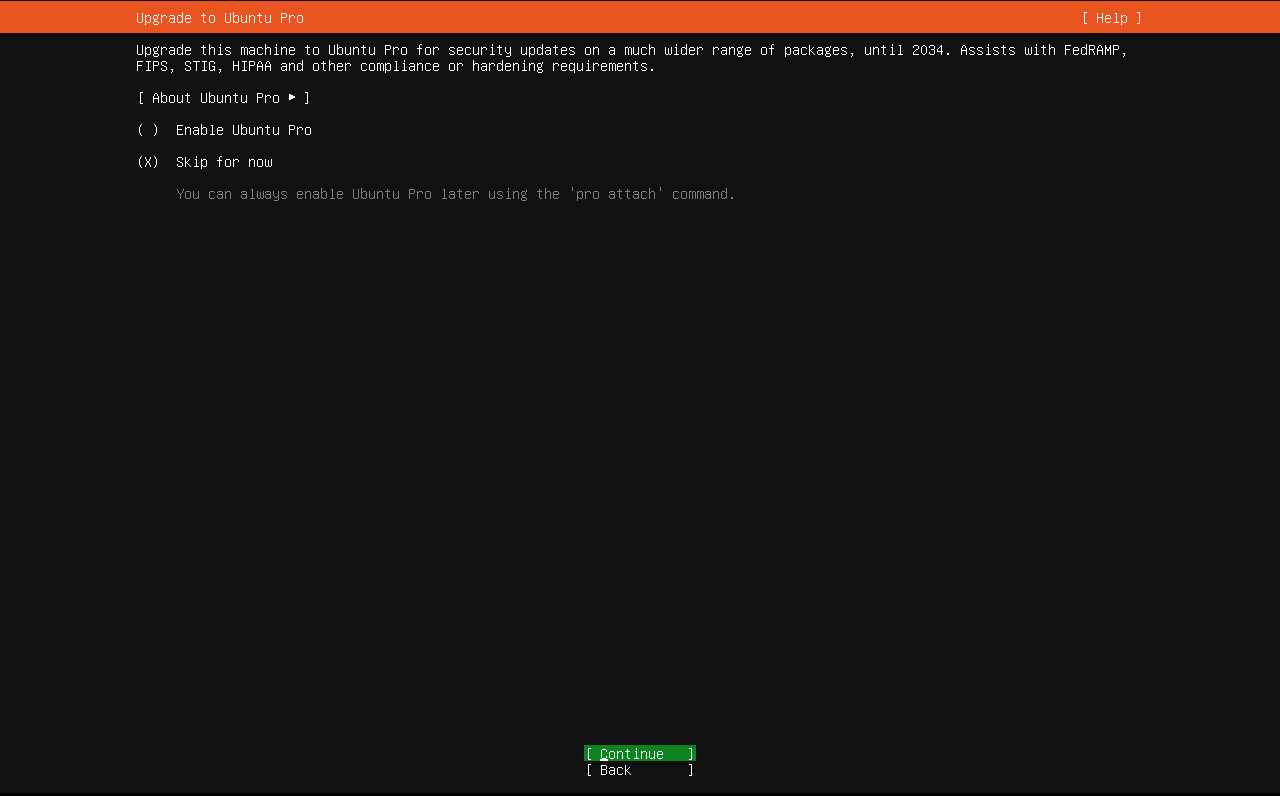 Upgrade to Ubuntu Pro [ Help ]
Upgrade this machine to Ubuntu Pro for security updates on a much wider range of packages, until 2034. Assists with FedRAMP,
FIPS, STIG, HIPAA and other compliance or hardening requirements.
[ About Ubuntu Pro ▸ ]
( ) Enable Ubuntu Pro
(X) Skip for now
You can always enable Ubuntu Pro later using the 'pro attach' command.
[ Continue ]
[ Back ]